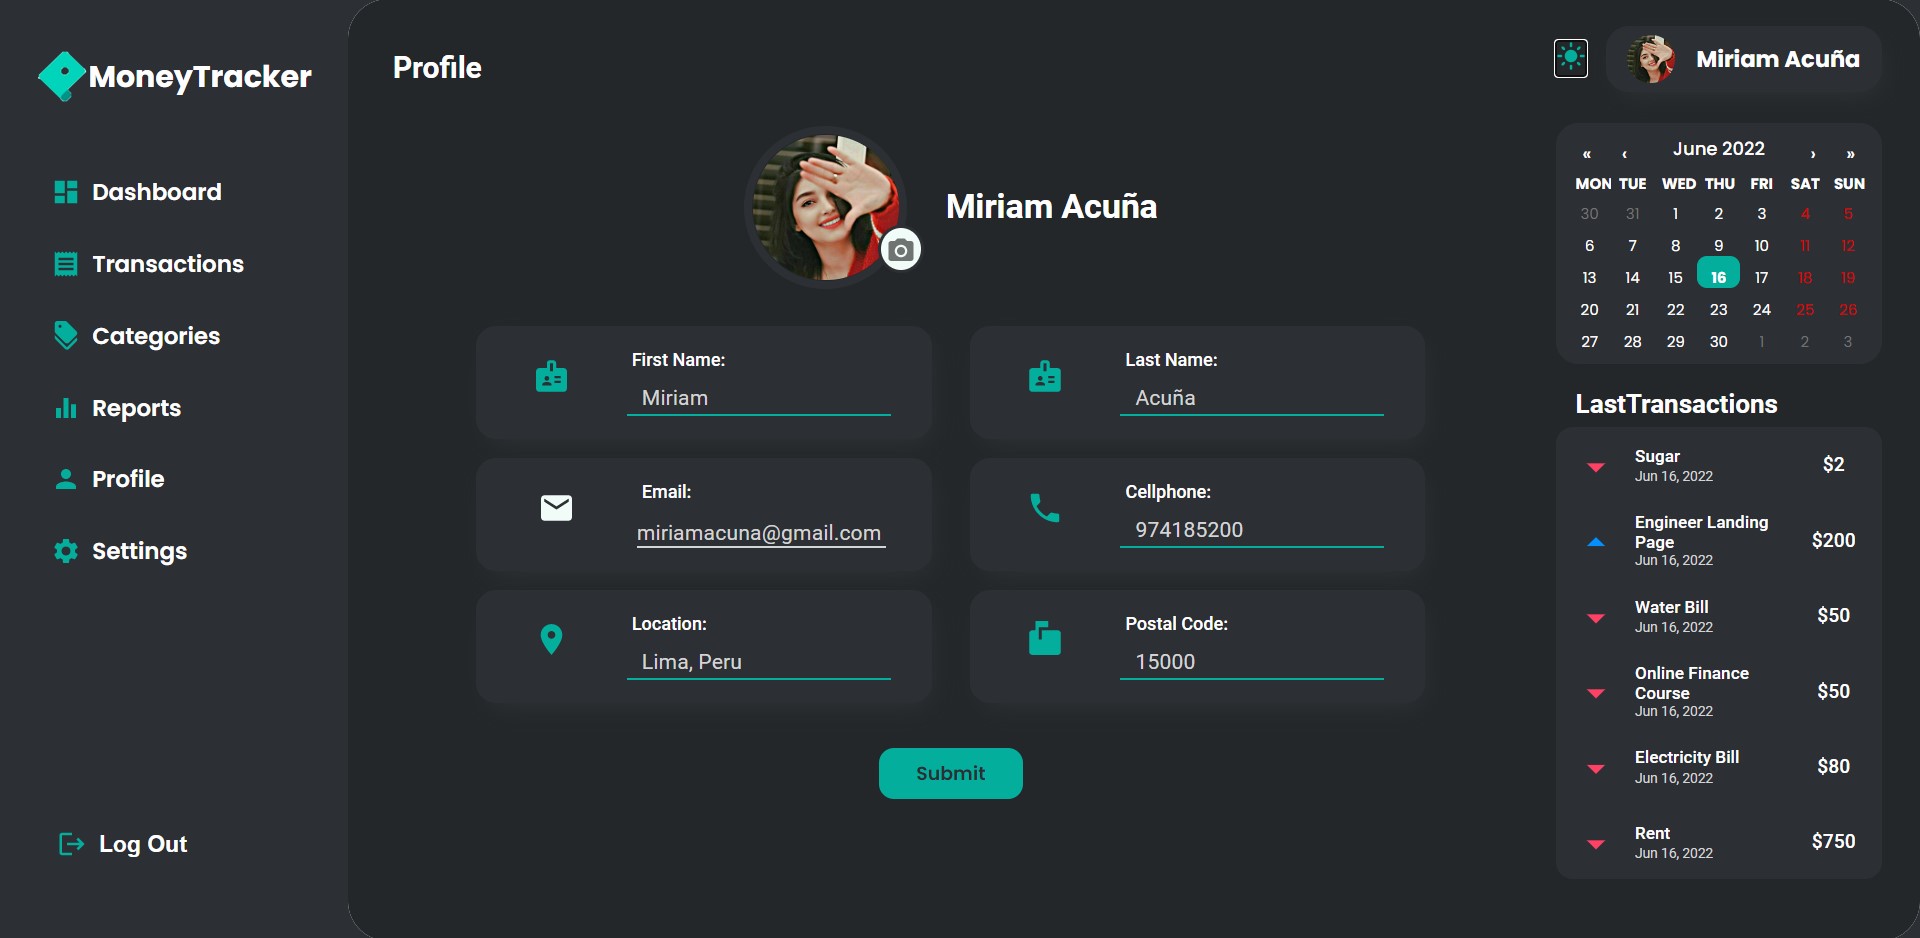 MoneyTracker
Dashboard
Transactions
Categories
Reports
Profile
Settings
Log Out
Profile
Miriam Acuña
First Name:
Miriam
Last Name:
Acuña
Email:
miriamacuna@gmail.com
Cellphone:
974185200
Location:
Lima, Peru
Postal Code:
15000
Submit
Miriam Acuña
« ‹ June 2022 › »
MON TUE WED THU FRI SAT SUN
30 31 1 2 3 4 5
6 7 8 9 10 11 12
13 14 15 16 17 18 19
20 21 22 23 24 25 26
27 28 29 30 1 2 3
LastTransactions
Sugar
Jun 16, 2022
$2
Engineer Landing
Page
Jun 16, 2022
$200
Water Bill
Jun 16, 2022
$50
Online Finance
Course
Jun 16, 2022
$50
Electricity Bill
Jun 16, 2022
$80
Rent
Jun 16, 2022
$750